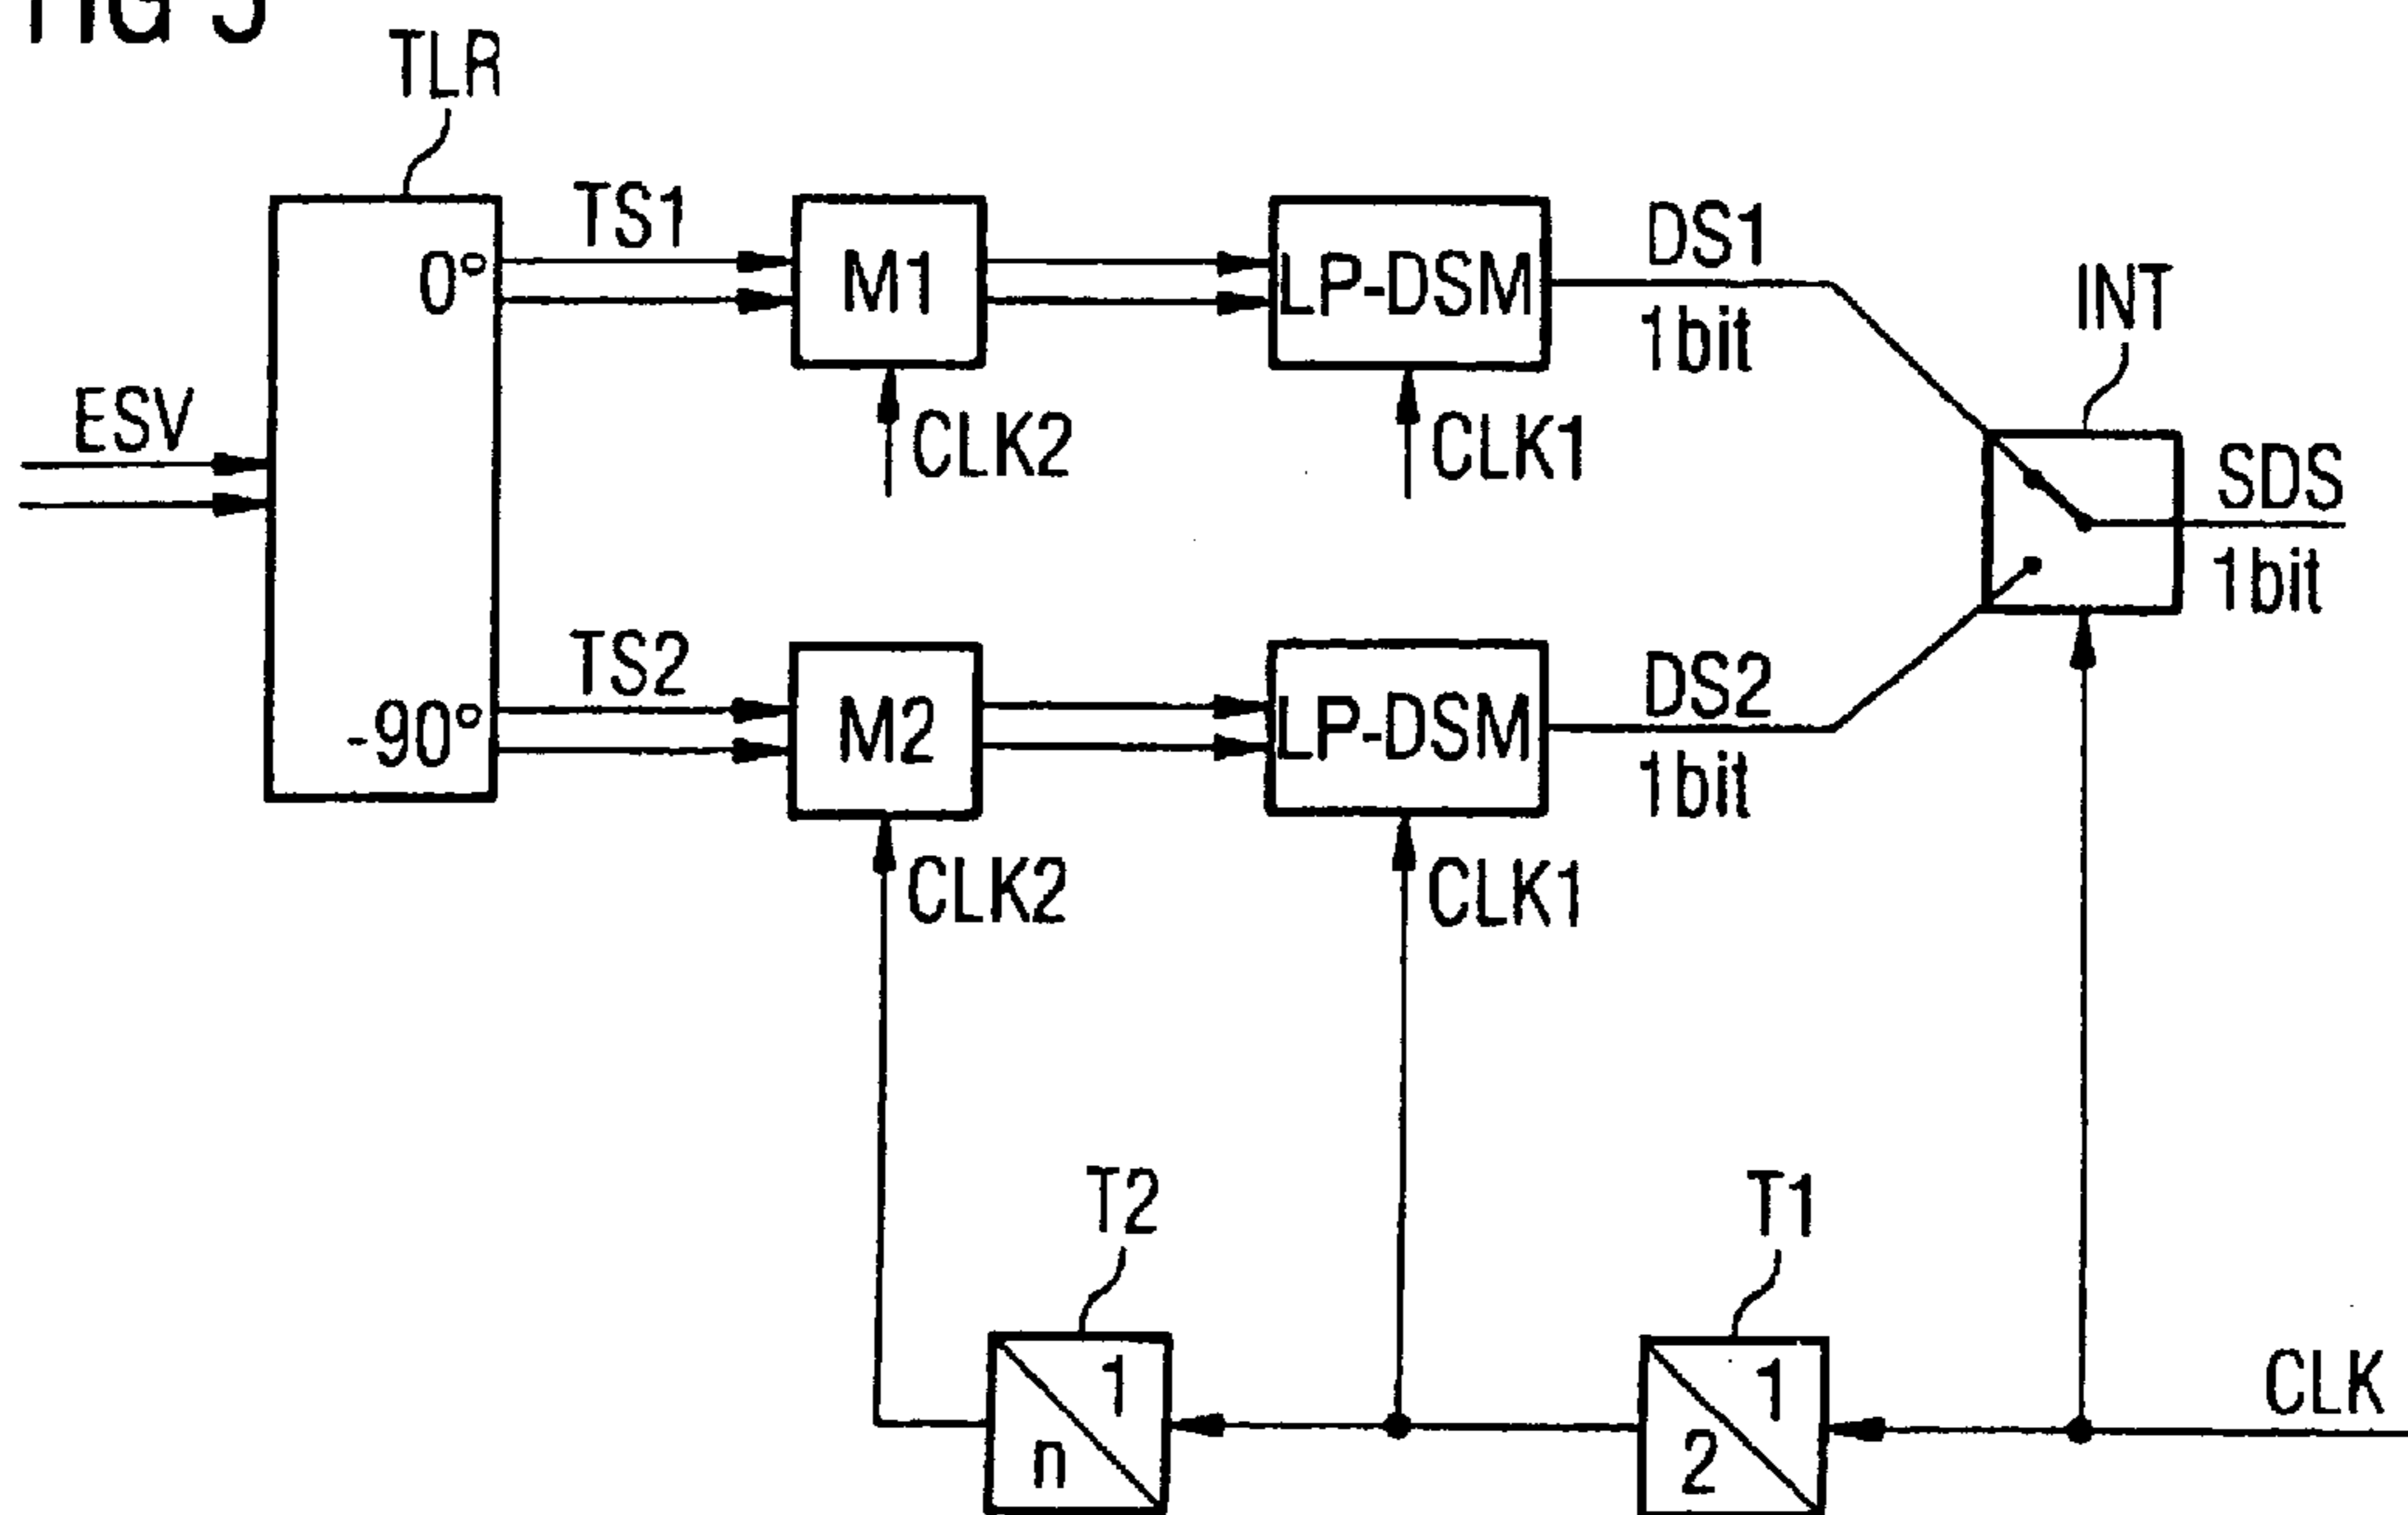 FIG 5
TLR
TS1
0°
M1
LP-DSM
DS1
1bit
INT
ESV
CLK2
CLK1
SDS
1bit
TS2
-90°
M2
LP-DSM
DS2
1bit
CLK2
CLK1
T2
T1
1
n
1
2
CLK